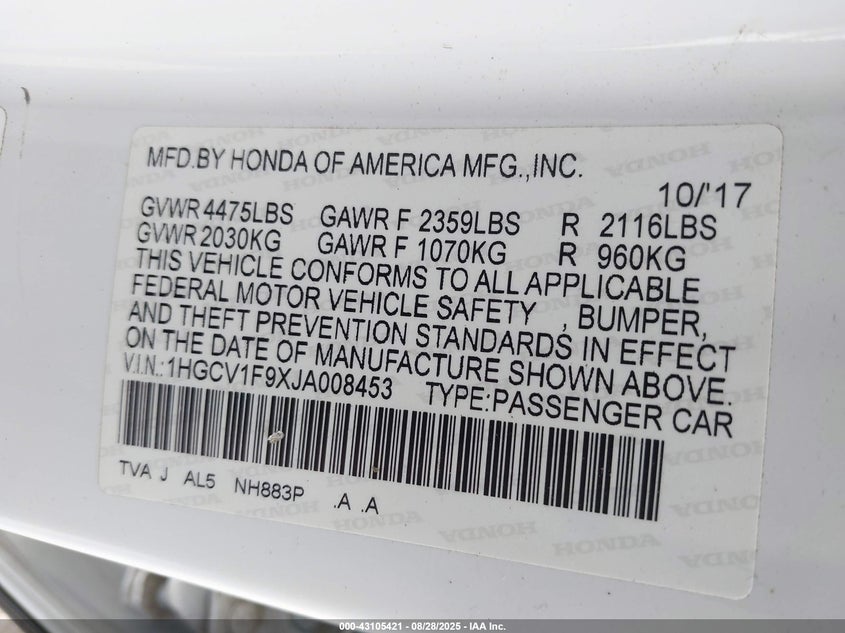 MFD.BY HONDA OF AMERICA MFG.,INC.
10/'17
GVWR 4475LBS GAWR F 2359LBS R 2116LBS
GVWR 2030KG GAWR F 1070KG R 960KG
THIS VEHICLE CONFORMS TO ALL APPLICABLE
FEDERAL MOTOR VEHICLE SAFETY , BUMPER,
AND THEFT PREVENTION STANDARDS IN EFFECT
ON THE DATE OF MANUFACTURE SHOWN ABOVE.
V.I.N.:1HGCV1F9XJA008453 TYPE:PASSENGER CAR
TVA J AL5 NH883P .A .A
HONDA HONDA
000-43105421 | 08/28/2025 - IAA Inc.